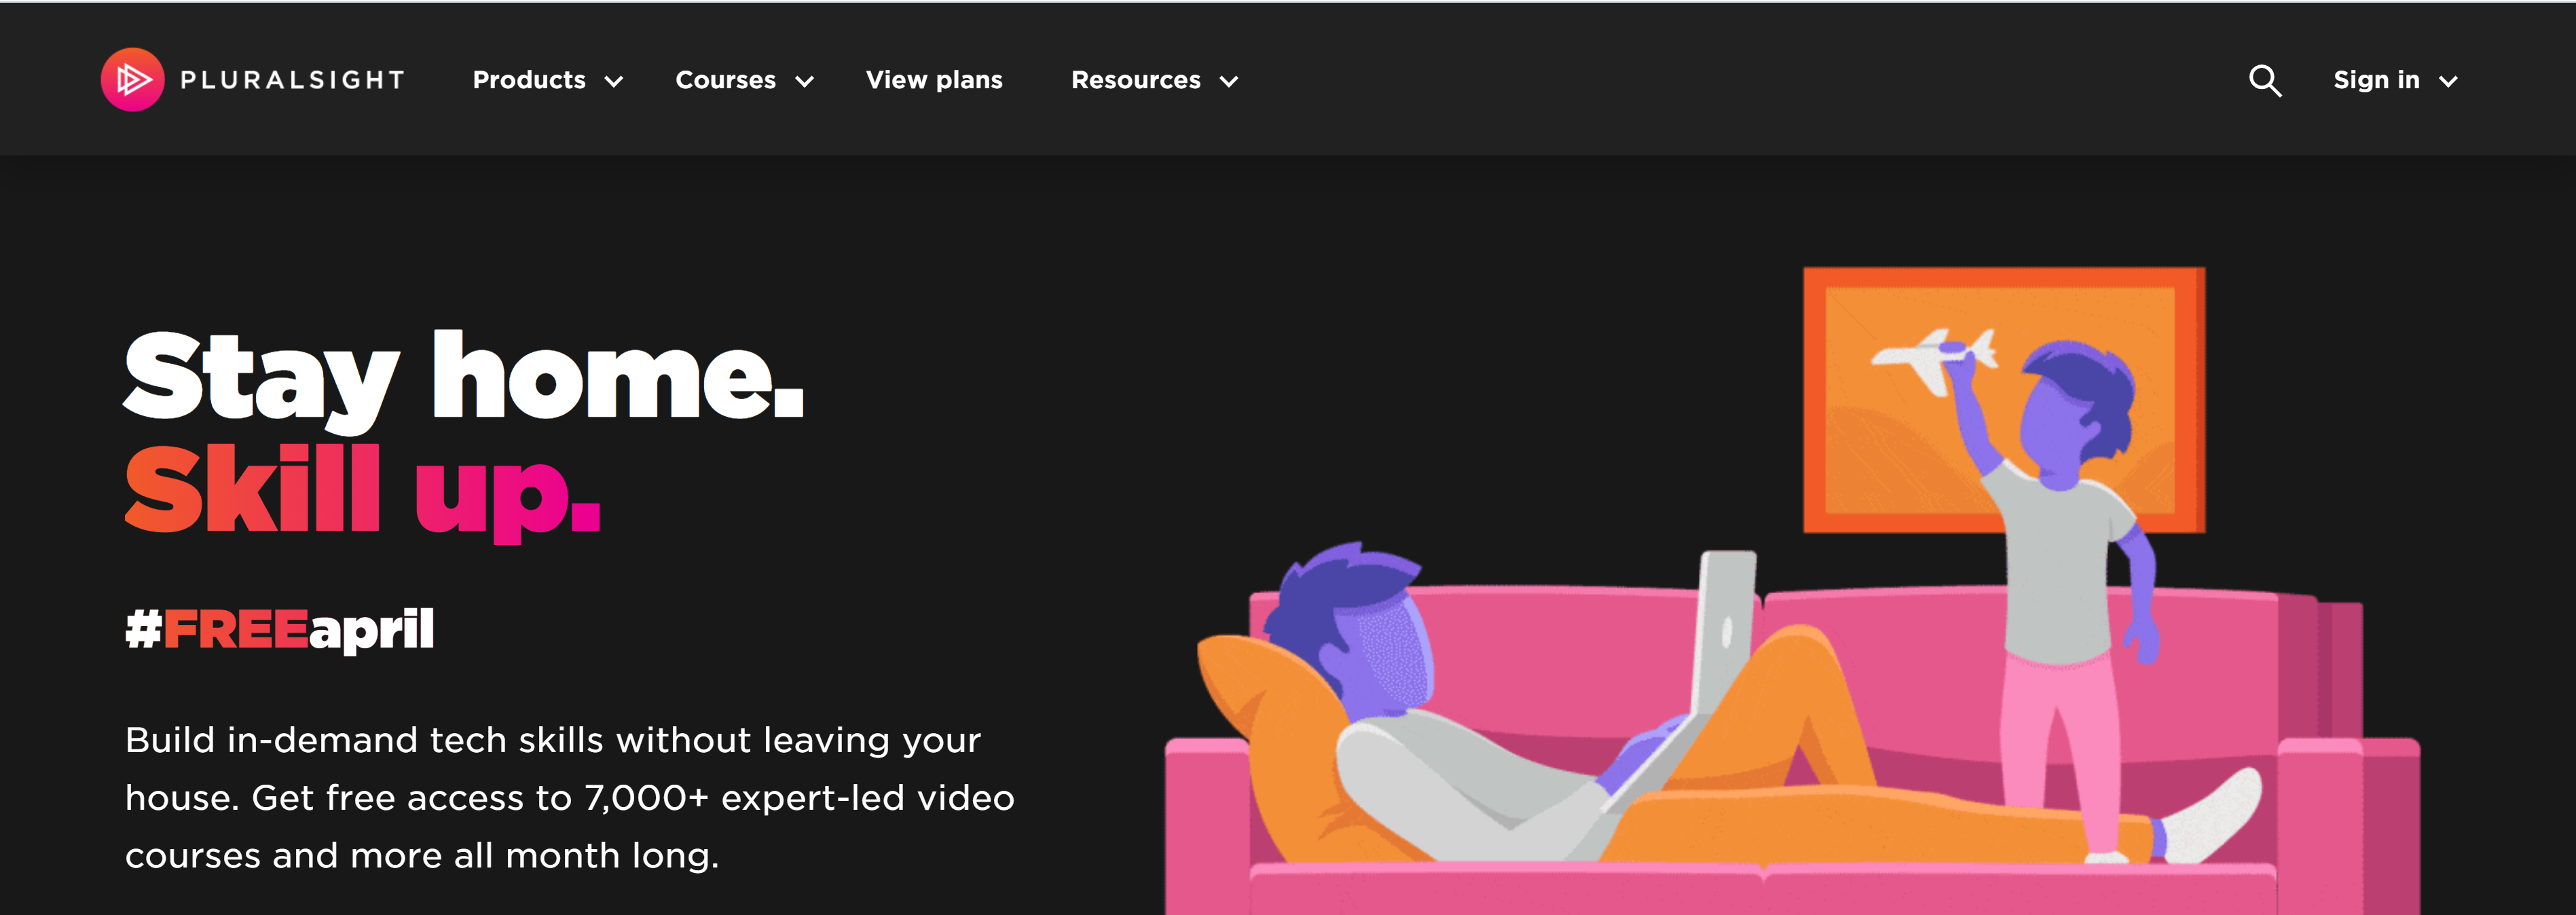 PLURALSIGHT Products Courses View plans Resources Sign in
Stay home.
Skill up.
#FREEapril
Build in-demand tech skills without leaving your
house. Get free access to 7,000+ expert-led video
courses and more all month long.